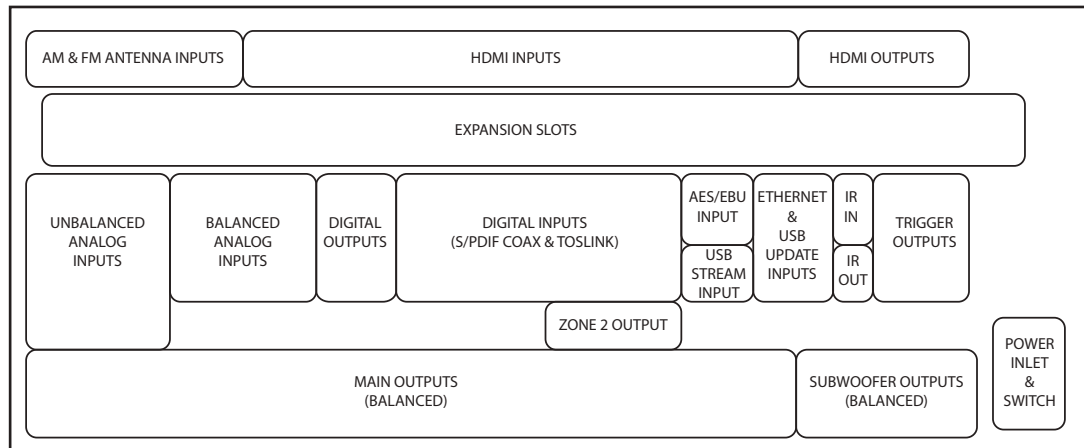 AM & FM ANTENNA INPUTS
HDMI INPUTS
HDMI OUTPUTS
EXPANSION SLOTS
UNBALANCED
ANALOG
INPUTS
BALANCED
ANALOG
INPUTS
DIGITAL
OUTPUTS
DIGITAL INPUTS
(S/PDIF COAX & TOSLINK)
AES/EBU
INPUT
USB
STREAM
INPUT
ETHERNET
&
USB
UPDATE
INPUTS
IR
IN
IR
OUT
TRIGGER
OUTPUTS
ZONE 2 OUTPUT
MAIN OUTPUTS
(BALANCED)
SUBWOOFER OUTPUTS
(BALANCED)
POWER
INLET
&
SWITCH